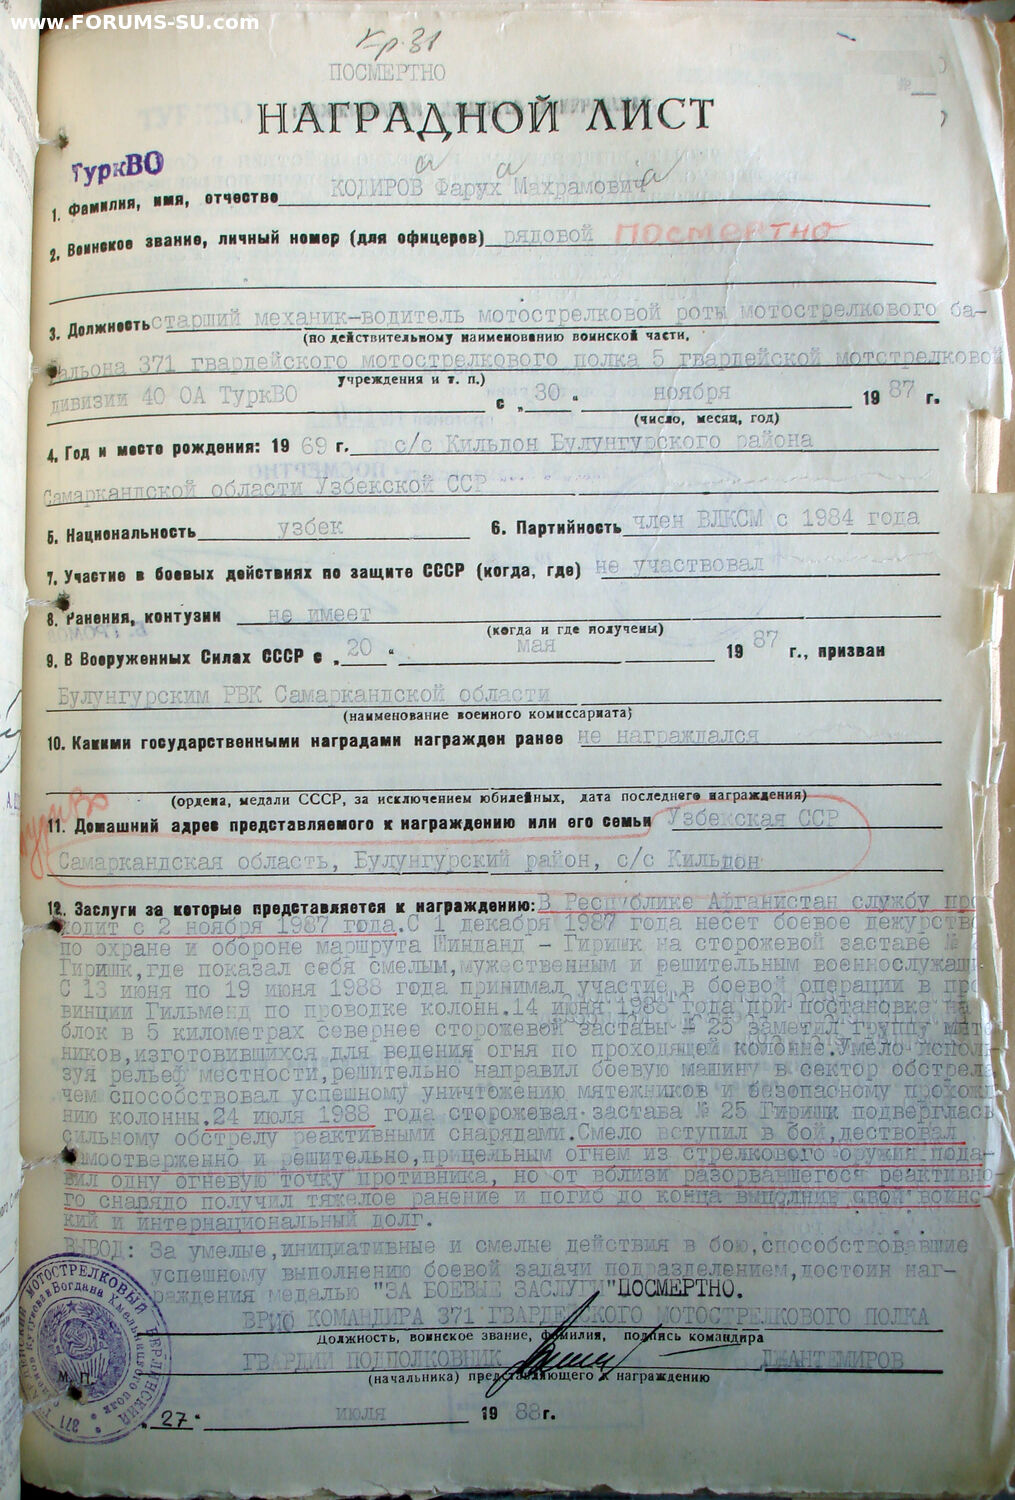 www.FORUMS-SU.com
Кр.31
ПОСМЕРТНО
№
НАГРАДНОЙ ЛИСТ
ТуркВО
а а а
1. Фамилия, имя, отчество КОДИРОВ Фарух Махрамович
2. Воинское звание, личный номер (для офицеров) рядовой ПОСМЕРТНО
3. Должность старший механик-водитель мотострелковой роты мотострелкового ба-
(по действительному наименованию воинской части,
тальона 371 гвардейского мотострелкового полка 5 гвардейской мотстрелковой
учреждения и т. п.)
дивизии 40 ОА ТуркВО с „30“ ноября 1987 г.
(число, месяц, год)
4. Год и место рождения: 1969 г. с/с Кильдон Булунгурского района
Самаркандской области Узбекской ССР
5. Национальность узбек 6. Партийность член ВЛКСМ с 1984 года
7. Участие в боевых действиях по защите СССР (когда, где) не участвовал
8. Ранения, контузии не имеет
(когда и где получены)
9. В Вооруженных Силах СССР с „20“ мая 1987 г., призван
Булунгурским РВК Самаркандской области
(наименование военного комиссариата)
10. Какими государственными наградами награжден ранее не награждался
(ордена, медали СССР, за исключением юбилейных, дата последнего награждения)
11. Домашний адрес представляемого к награждению или его семьи Узбекская ССР
Самаркандская область, Булунгурский район, с/с Кильдон
12. Заслуги за которые представляется к награждению: В Республике Афганистан службу про
ходит с 2 ноября 1987 года.С 1 декабря 1987 года несет боевое дежурство
по охране и обороне маршрута Шинданд - Гиришк на сторожевой заставе №
Гиришк,где показал себя смелым,мужественным и решительным военнослужащи
С 13 июня по 19 июня 1988 года принимал участие в боевой операции в про
винции Гильменд по проводке колонн.14 июня 1988 года при постановке на
блок в 5 километрах севернее сторожевой заставы № 25 заметил группу мяте
ников,изготовившихся для ведения огня по проходящей колонне.Умело исполь
зуя рельеф местности,решительно направил боевую машину в сектор обстрела
чем способствовал успешному уничтожению мятежников и безопасному прохожд
нию колонны.24 июля 1988 года сторожевая застава № 25 Гиришк подверглась
сильному обстрелу реактивными снарядами.Смело вступил в бой,дествовал
самоотверженно и решительно,прицельным огнем из стрелкового оружия пода-
вил одну огневую точку противника, но от вблизи разорвавшегося реактивно-
го снарядо получил тяжелое ранение и погиб до конца выполнив свой воинс-
кий и интернациональный долг.
ВЫВОД: За умелые,инициативные и смелые действия в бою,способствовавшие
успешному выполнению боевой задачи подразделением,достоин наг-
раждения медалью "ЗА БОЕВЫЕ ЗАСЛУГИ" ПОСМЕРТНО.
ВРИО КОМАНДИРА 371 ГВАРДЕЙСКОГО МОТОСТРЕЛКОВОГО ПОЛКА
Должность, воинское звание, фамилия, подпись командира
ГВАРДИИ ПОДПОЛКОВНИК ДЖАНТЕМИРОВ
(начальника) представляющего к награждению
М. П.
„27“ июля 1988 г.